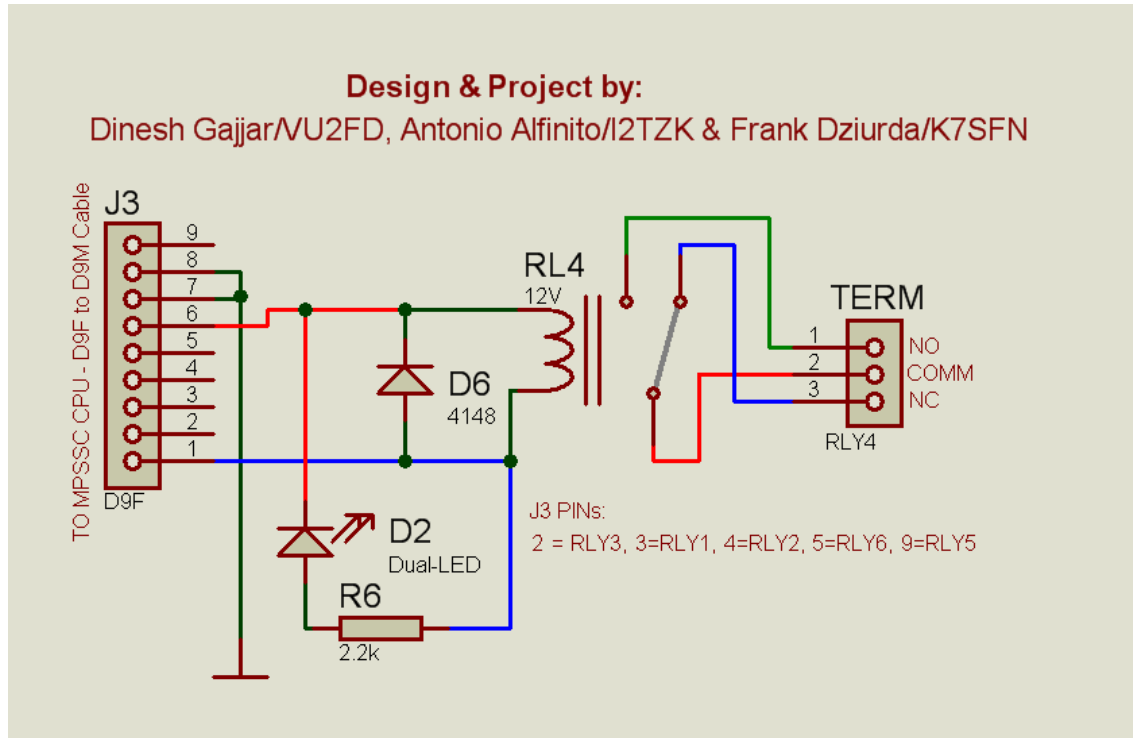 Design & Project by:
Dinesh Gajjar/VU2FD, Antonio Alfinito/I2TZK & Frank Dziurda/K7SFN
TO MPSSC CPU - D9F to D9M Cable
J3
9
8
7
6
5
4
3
2
1
D9F
RL4
12V
D6
4148
D2
Dual-LED
R6
2.2k
TERM
1
NO
2
COMM
3
NC
RLY4
J3 PINs:
2 = RLY3, 3=RLY1, 4=RLY2, 5=RLY6, 9=RLY5